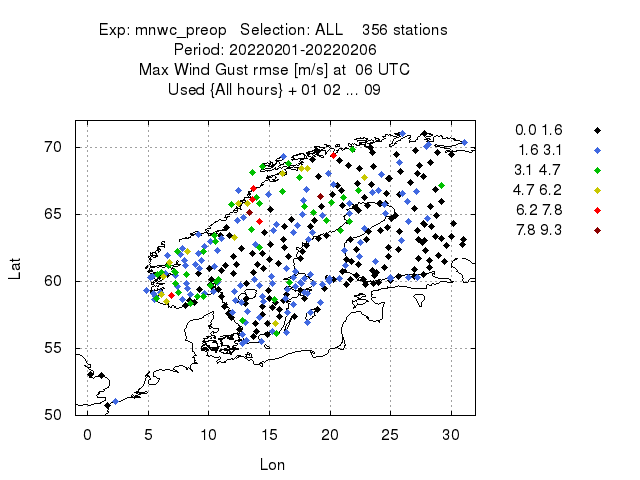 Exp: mnwc_preop   Selection: ALL    356 stations
Period: 20220201-20220206
Max Wind Gust rmse [m/s] at  06 UTC
Used {All hours} + 01 02 ... 09
0.0 1.6
1.6 3.1
3.1 4.7
4.7 6.2
6.2 7.8
7.8 9.3
70
65
60
55
50
Lat
0 5 10 15 20 25 30
Lon